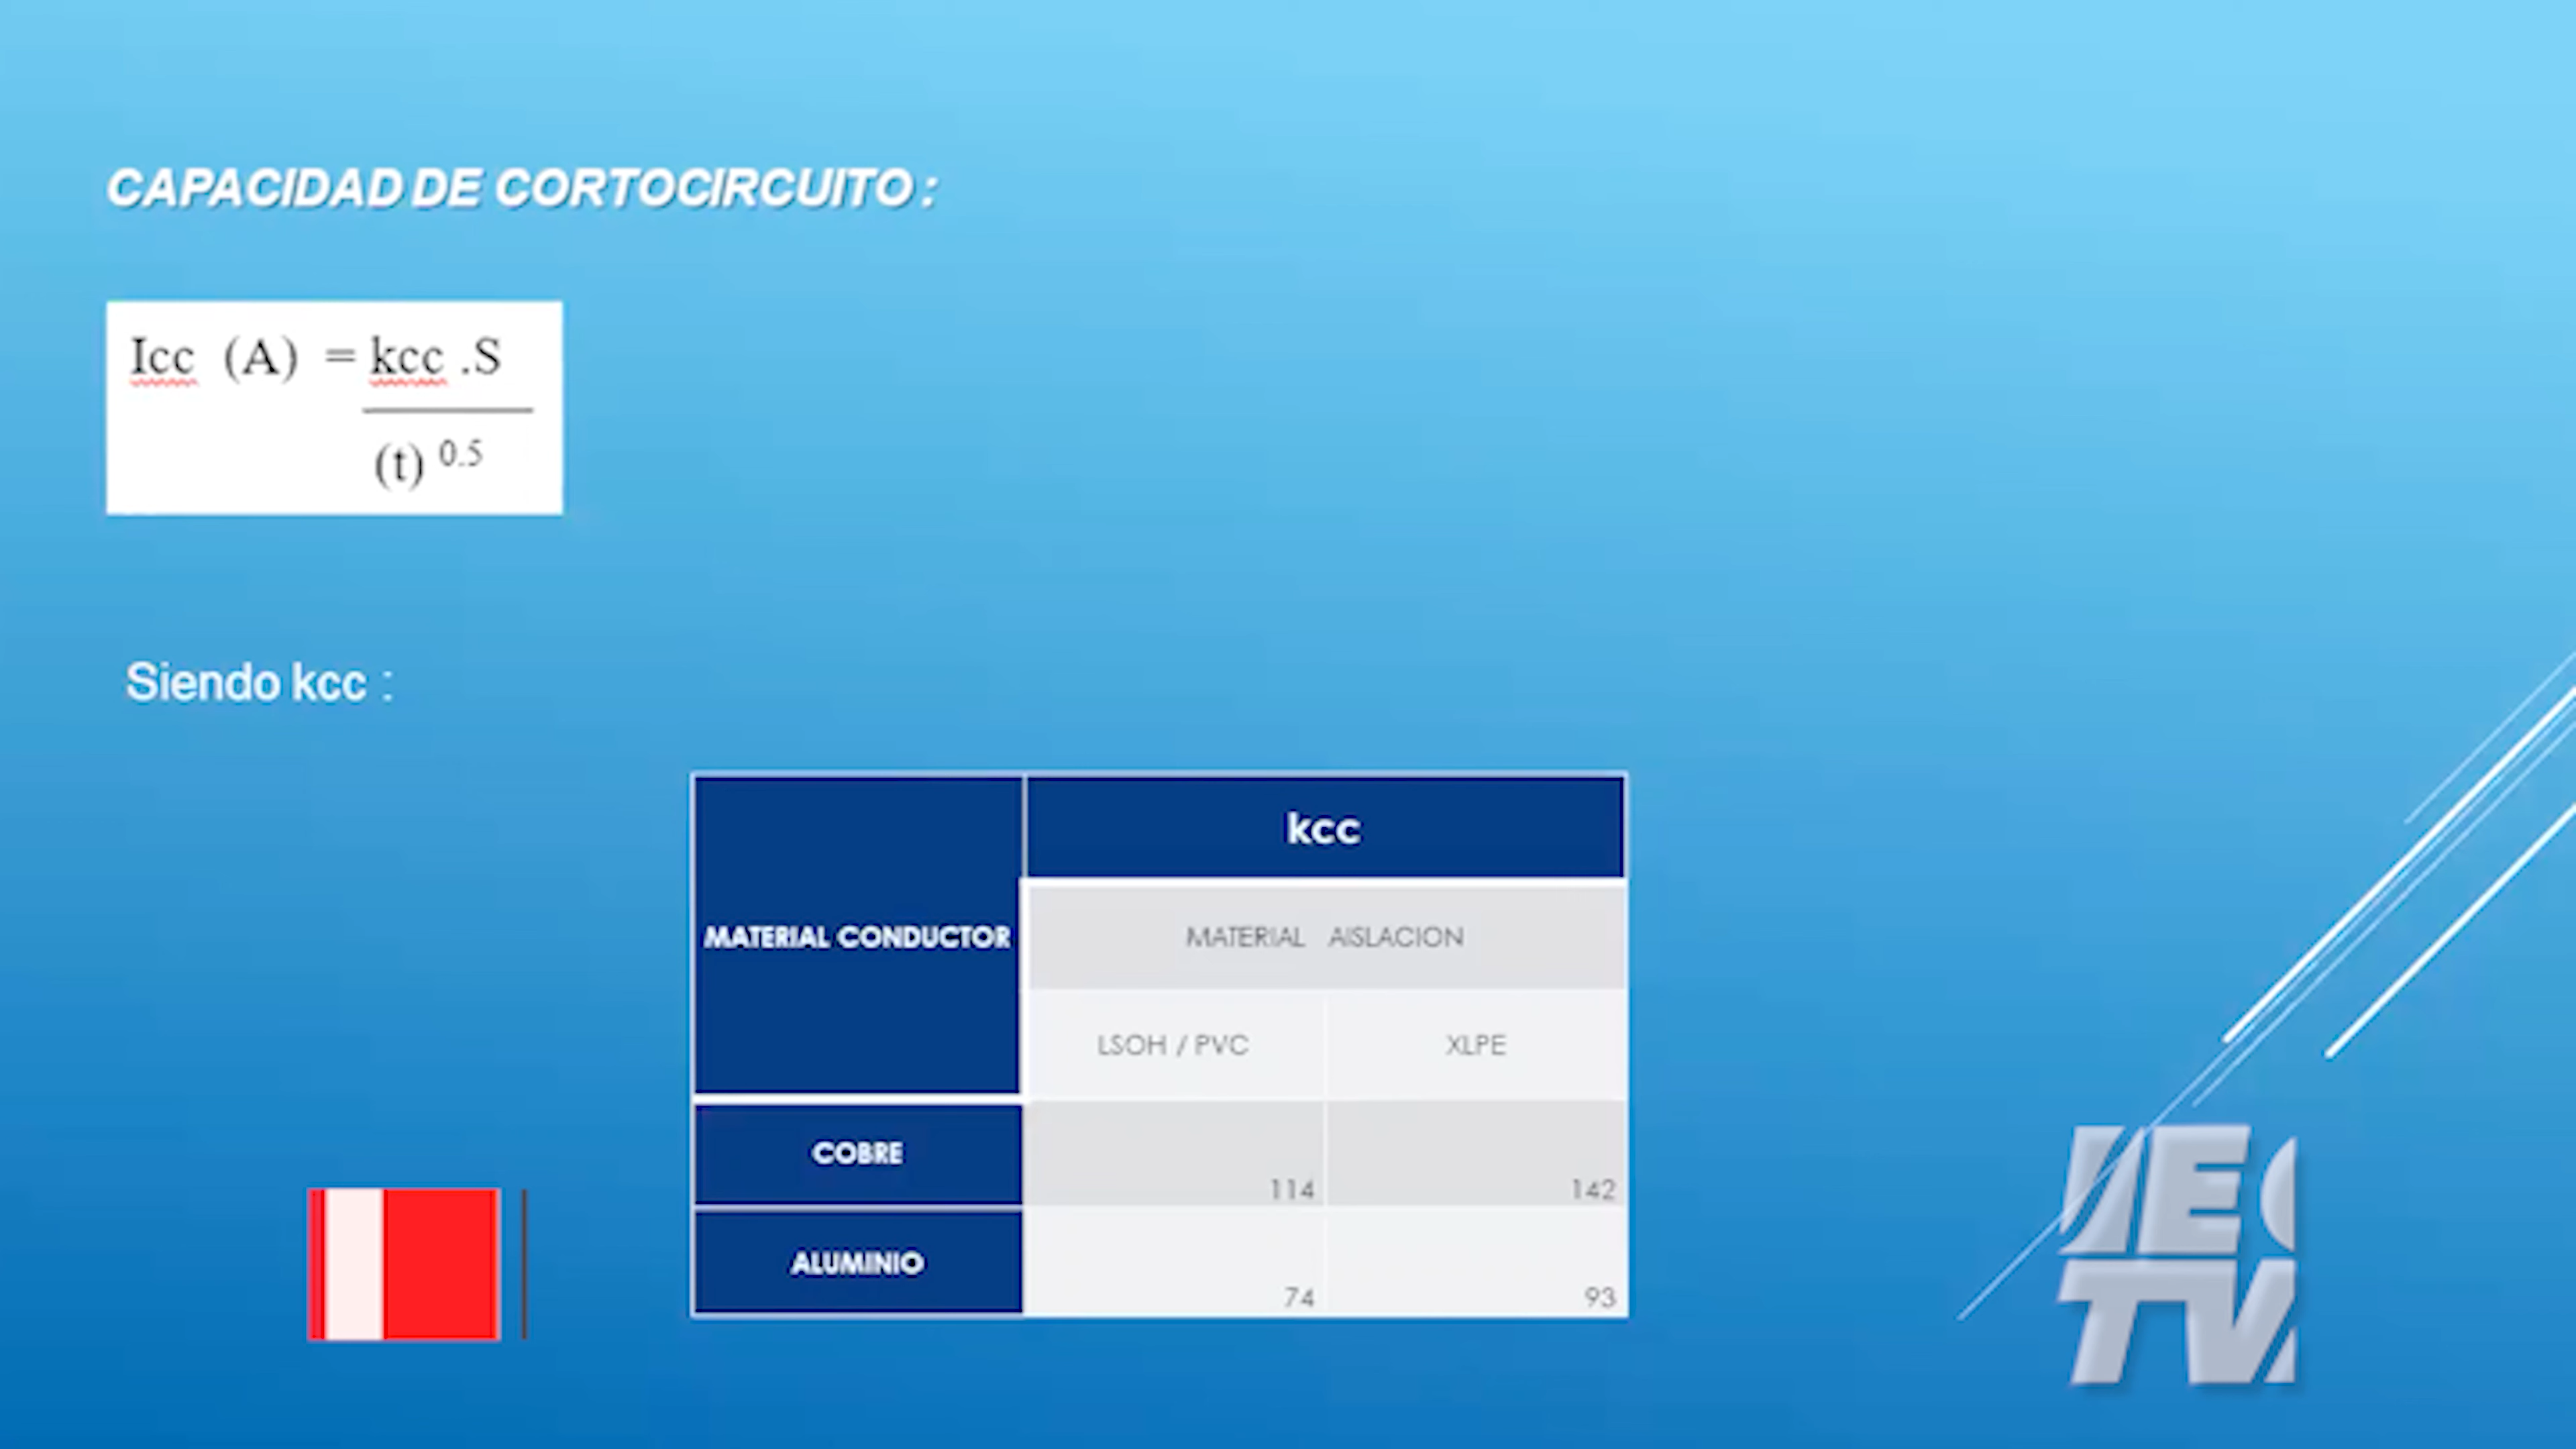 CAPACIDAD DE CORTOCIRCUITO :
Icc (A) = kcc .S
(t) 0.5
Siendo kcc :
kcc
MATERIAL CONDUCTOR
MATERIAL AISLACION
LSOH / PVC XLPE
COBRE 114 142
ALUMINIO 74 93
TV